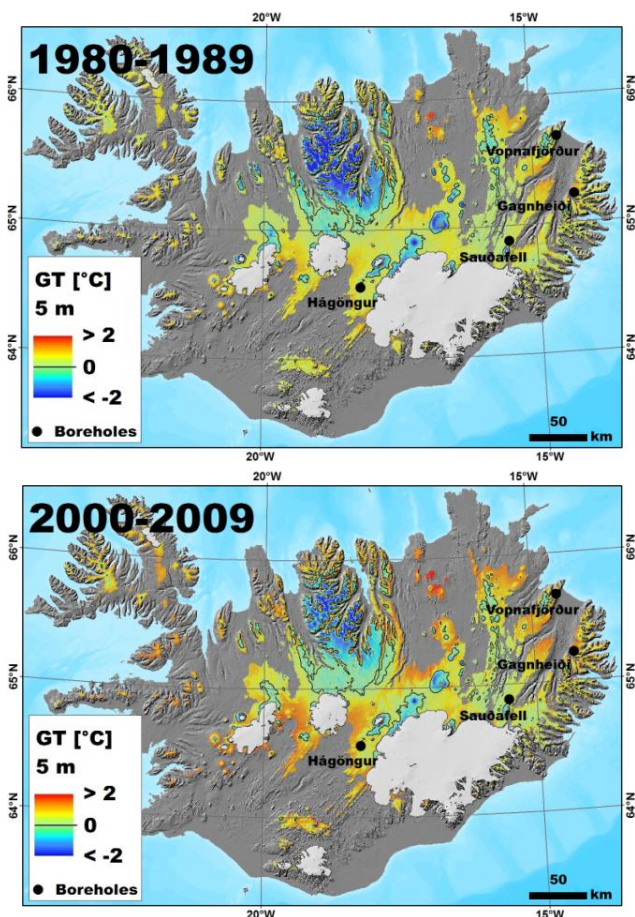 20°W
15°W
1980-1989
66°N
66°N
Vopnafjörður
65°N
65°N
Gagnheiði
GT [°C]
Sauðafell
5 m
> 2
Hágöngur
0
64°N
64°N
< -2
50
● Boreholes
km
20°W
15°W
20°W
15°W
2000-2009
66°N
66°N
Vopnafjörður
Gagnheiði
65°N
65°N
GT [°C]
Sauðafell
5 m
Hágöngur
> 2
0
64°N
64°N
< -2
50
● Boreholes
km
20°W
15°W